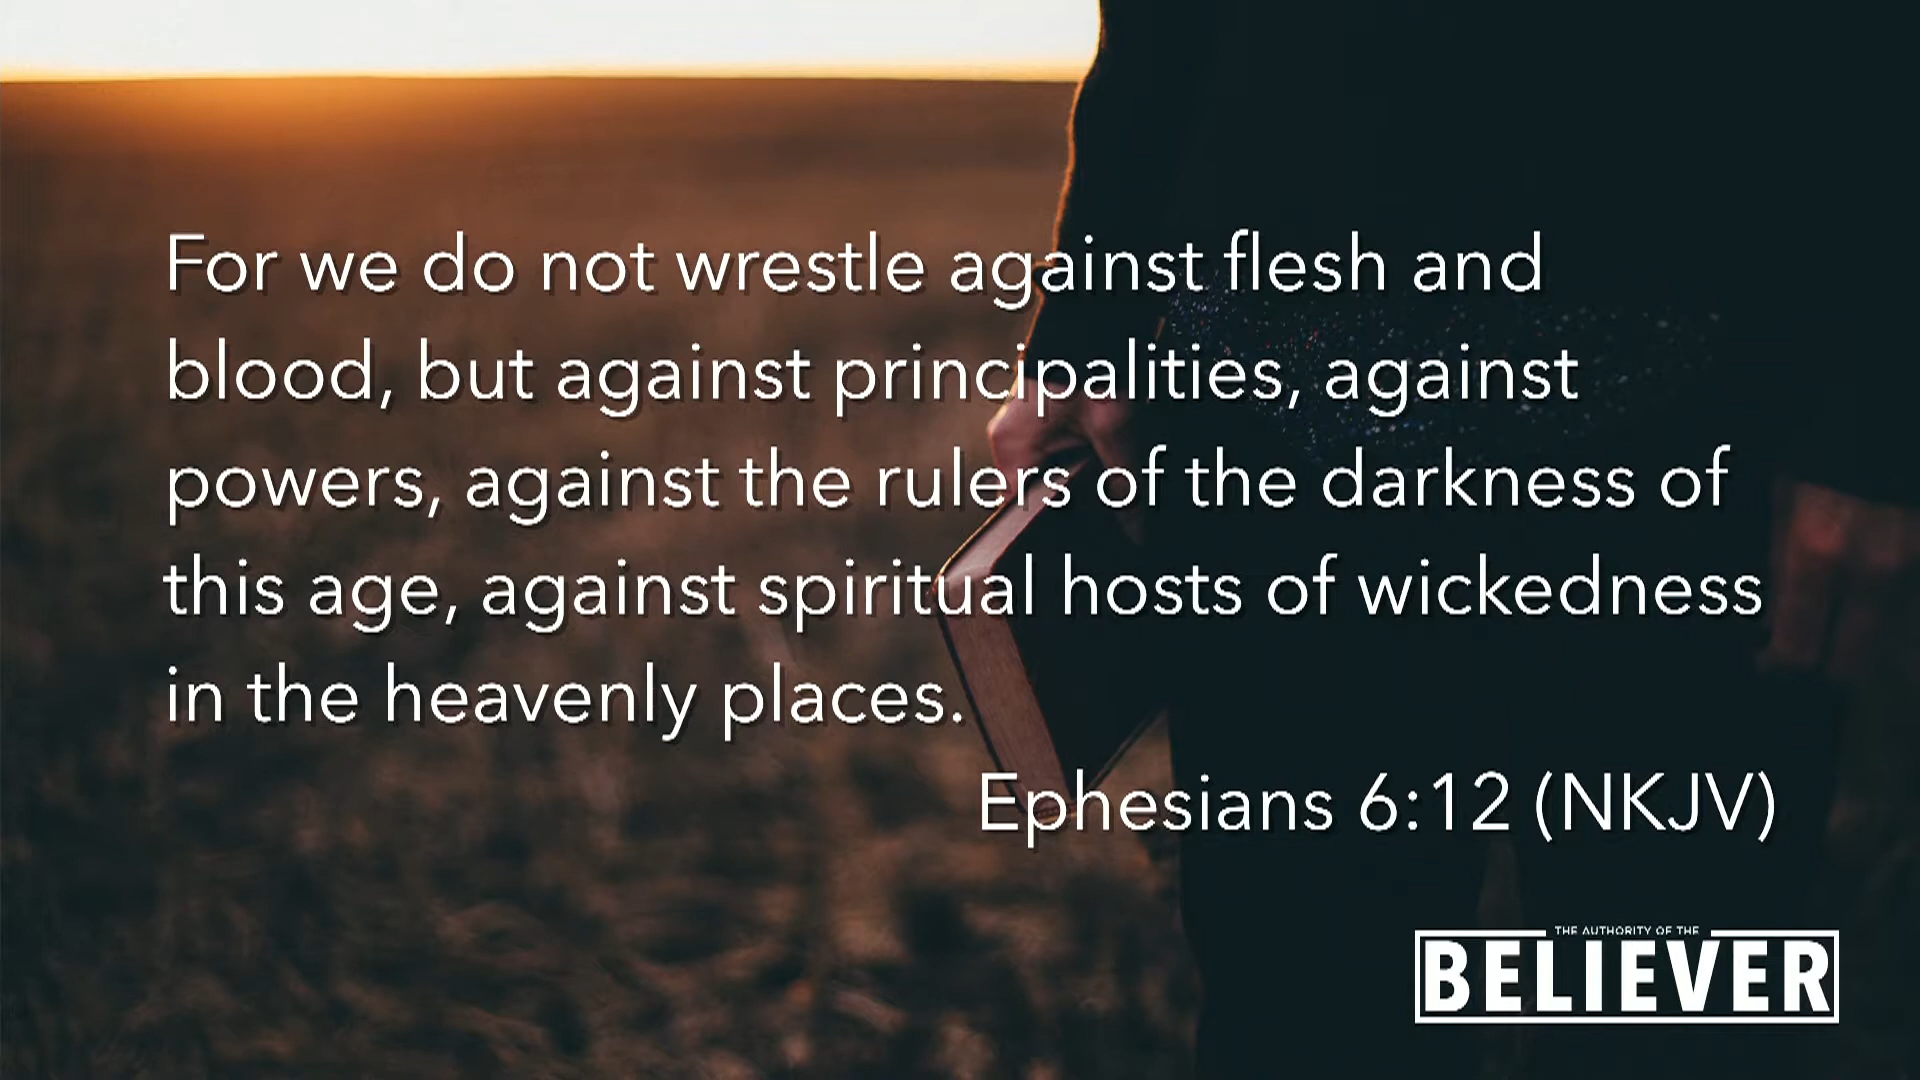 For we do not wrestle against flesh and
blood, but against principalities, against
powers, against the rulers of the darkness of
this age, against spiritual hosts of wickedness
in the heavenly places.
Ephesians 6:12 (NKJV)
THE AUTHORITY OF THE
BELIEVER